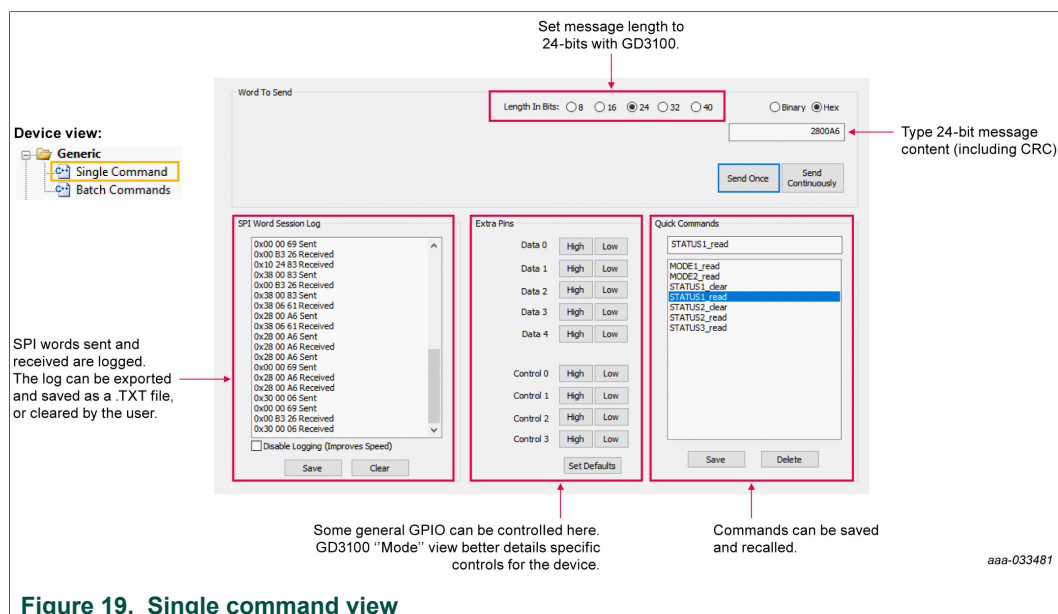 Set message length to
24-bits with GD3100.
Word To Send
Length In Bits: 8 16 24 32 40
Binary Hex
2800A6
Type 24-bit message
content (including CRC)
Send Once
Send
Continuously
Device view:
Generic
Single Command
Batch Commands
SPI Word Session Log
0x00 00 69 Sent
0x00 B3 26 Received
0x10 24 83 Received
0x38 00 83 Sent
0x00 B3 26 Received
0x38 00 83 Sent
0x38 06 61 Received
0x28 00 A6 Sent
0x38 06 61 Received
0x28 00 A6 Sent
0x28 00 A6 Received
0x28 00 A6 Sent
0x00 00 69 Sent
0x28 00 A6 Received
0x28 00 A6 Received
0x30 00 06 Sent
0x00 00 69 Sent
0x00 B3 26 Received
0x30 00 06 Received
Disable Logging (Improves Speed)
Save Clear
SPI words sent and
received are logged.
The log can be exported
and saved as a .TXT file,
or cleared by the user.
Extra Pins
Data 0 High Low
Data 1 High Low
Data 2 High Low
Data 3 High Low
Data 4 High Low
Control 0 High Low
Control 1 High Low
Control 2 High Low
Control 3 High Low
Set Defaults
Quick Commands
STATUS1_read
MODE1_read
MODE2_read
STATUS1_clear
STATUS1_read
STATUS2_clear
STATUS2_read
STATUS3_read
Save Delete
Some general GPIO can be controlled here.
GD3100 ‘’Mode’’ view better details specific
controls for the device.
Commands can be saved
and recalled.
aaa-033481
Figure 19. Single command view